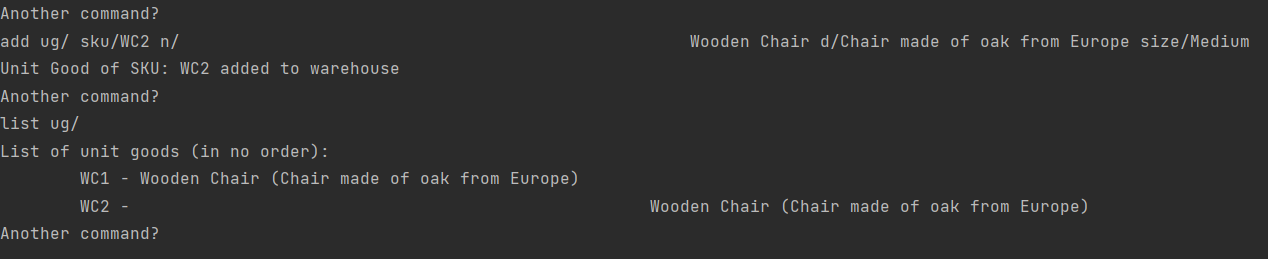 Another command?
add ug/ sku/WC2 n/                                                   Wooden Chair d/Chair made of oak from Europe size/Medium
Unit Good of SKU: WC2 added to warehouse
Another command?
list ug/
List of unit goods (in no order):
        WC1 - Wooden Chair (Chair made of oak from Europe)
        WC2 -                                                    Wooden Chair (Chair made of oak from Europe)
Another command?